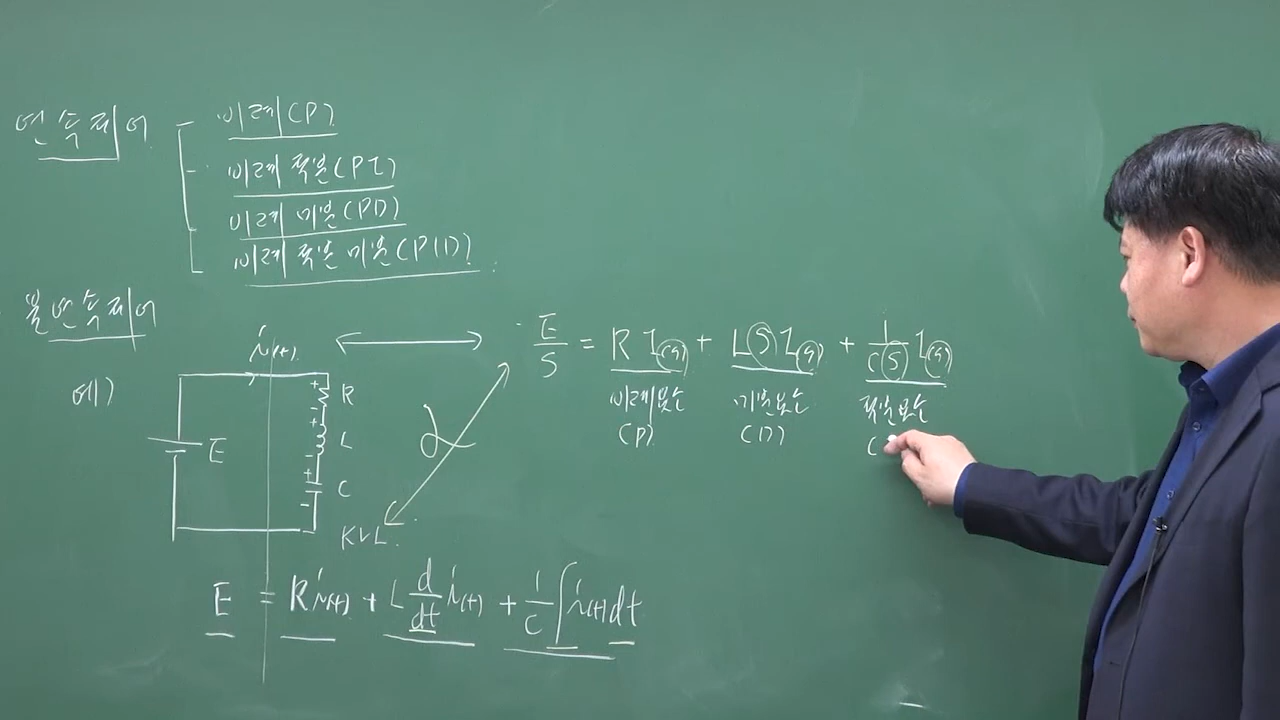 연속제어
비례(P)
비례 적분(PI)
비례 미분(PD)
비례 적분 미분(PID)
불연속제어
예)
i(t)
+
-
R
+
-
L
+
-
C
E
KVL.
ℒ
E/S = R I(s) + L S I(s) + 1/C(S) I(s)
비례요소 미분요소 적분요소
(P) (D) (
E = Ri(t) + L d/dt i(t) + 1/C ∫i(t)dt